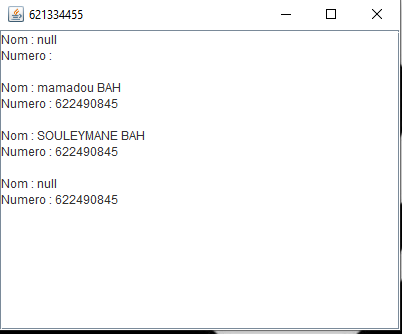 621334455
Nom : null
Numero :
Nom : mamadou BAH
Numero : 622490845
Nom : SOULEYMANE BAH
Numero : 622490845
Nom : null
Numero : 622490845